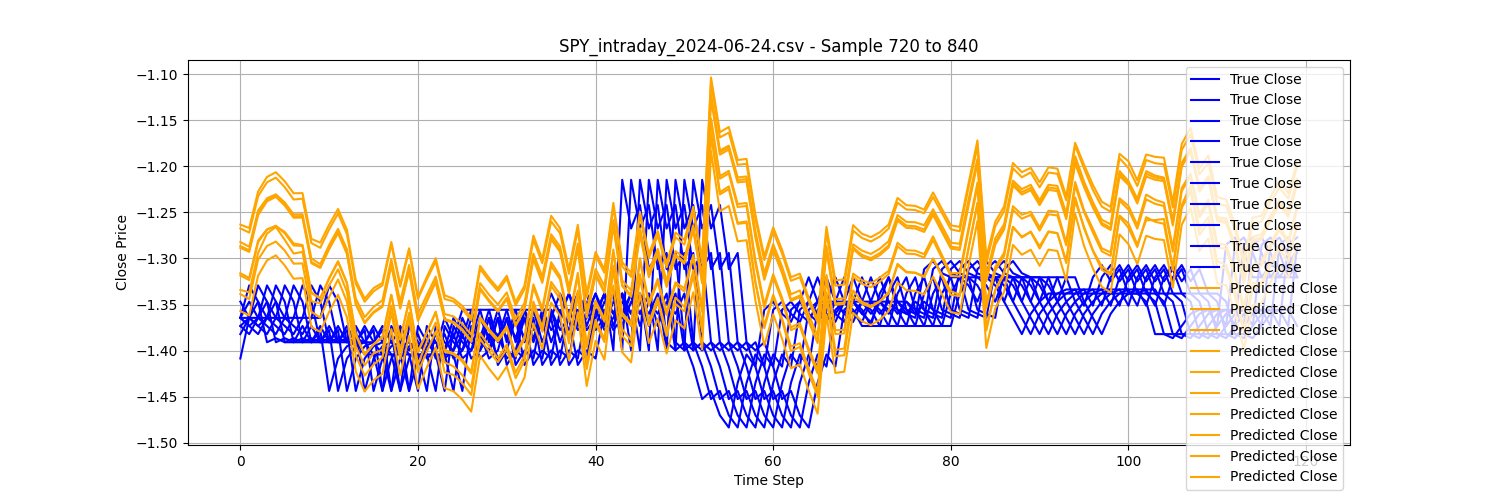 SPY_intraday_2024-06-24.csv - Sample 720 to 840
Close Price
−1.10
−1.15
−1.20
−1.25
−1.30
−1.35
−1.40
−1.45
−1.50
True Close
True Close
True Close
True Close
True Close
True Close
True Close
True Close
True Close
True Close
Predicted Close
Predicted Close
Predicted Close
Predicted Close
Predicted Close
Predicted Close
Predicted Close
Predicted Close
Predicted Close
Predicted Close
0
20
40
60
80
100
120
Time Step